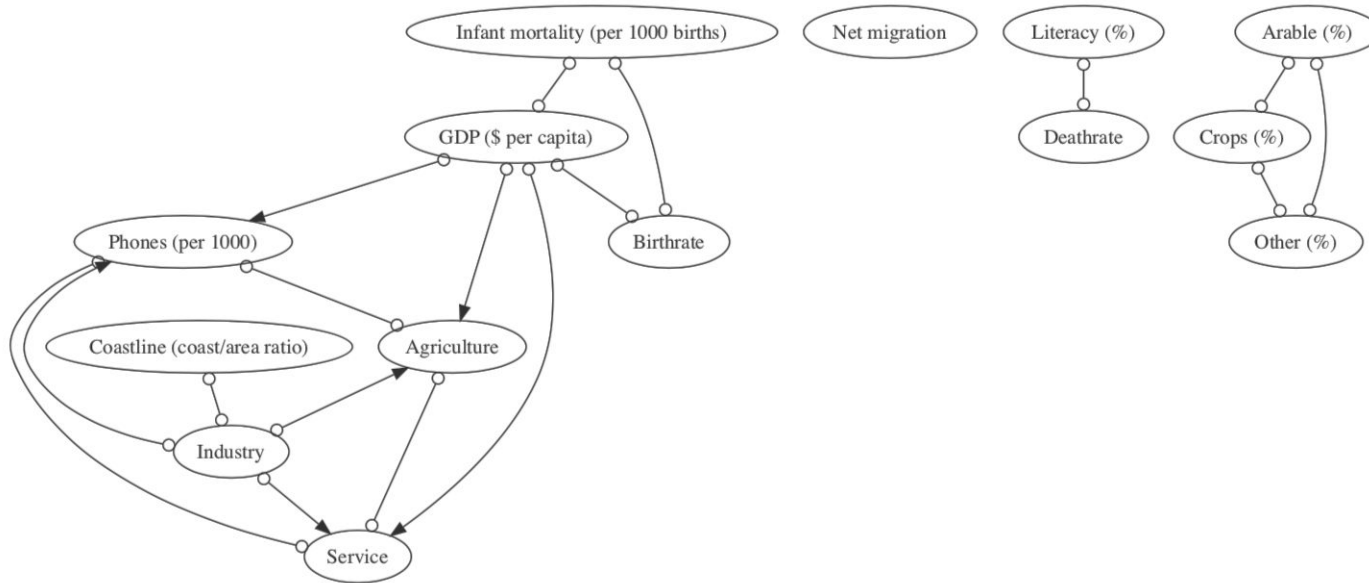 Infant mortality (per 1000 births)
Net migration
Literacy (%)
Arable (%)
GDP ($ per capita)
Deathrate
Crops (%)
Phones (per 1000)
Birthrate
Other (%)
Coastline (coast/area ratio)
Agriculture
Industry
Service